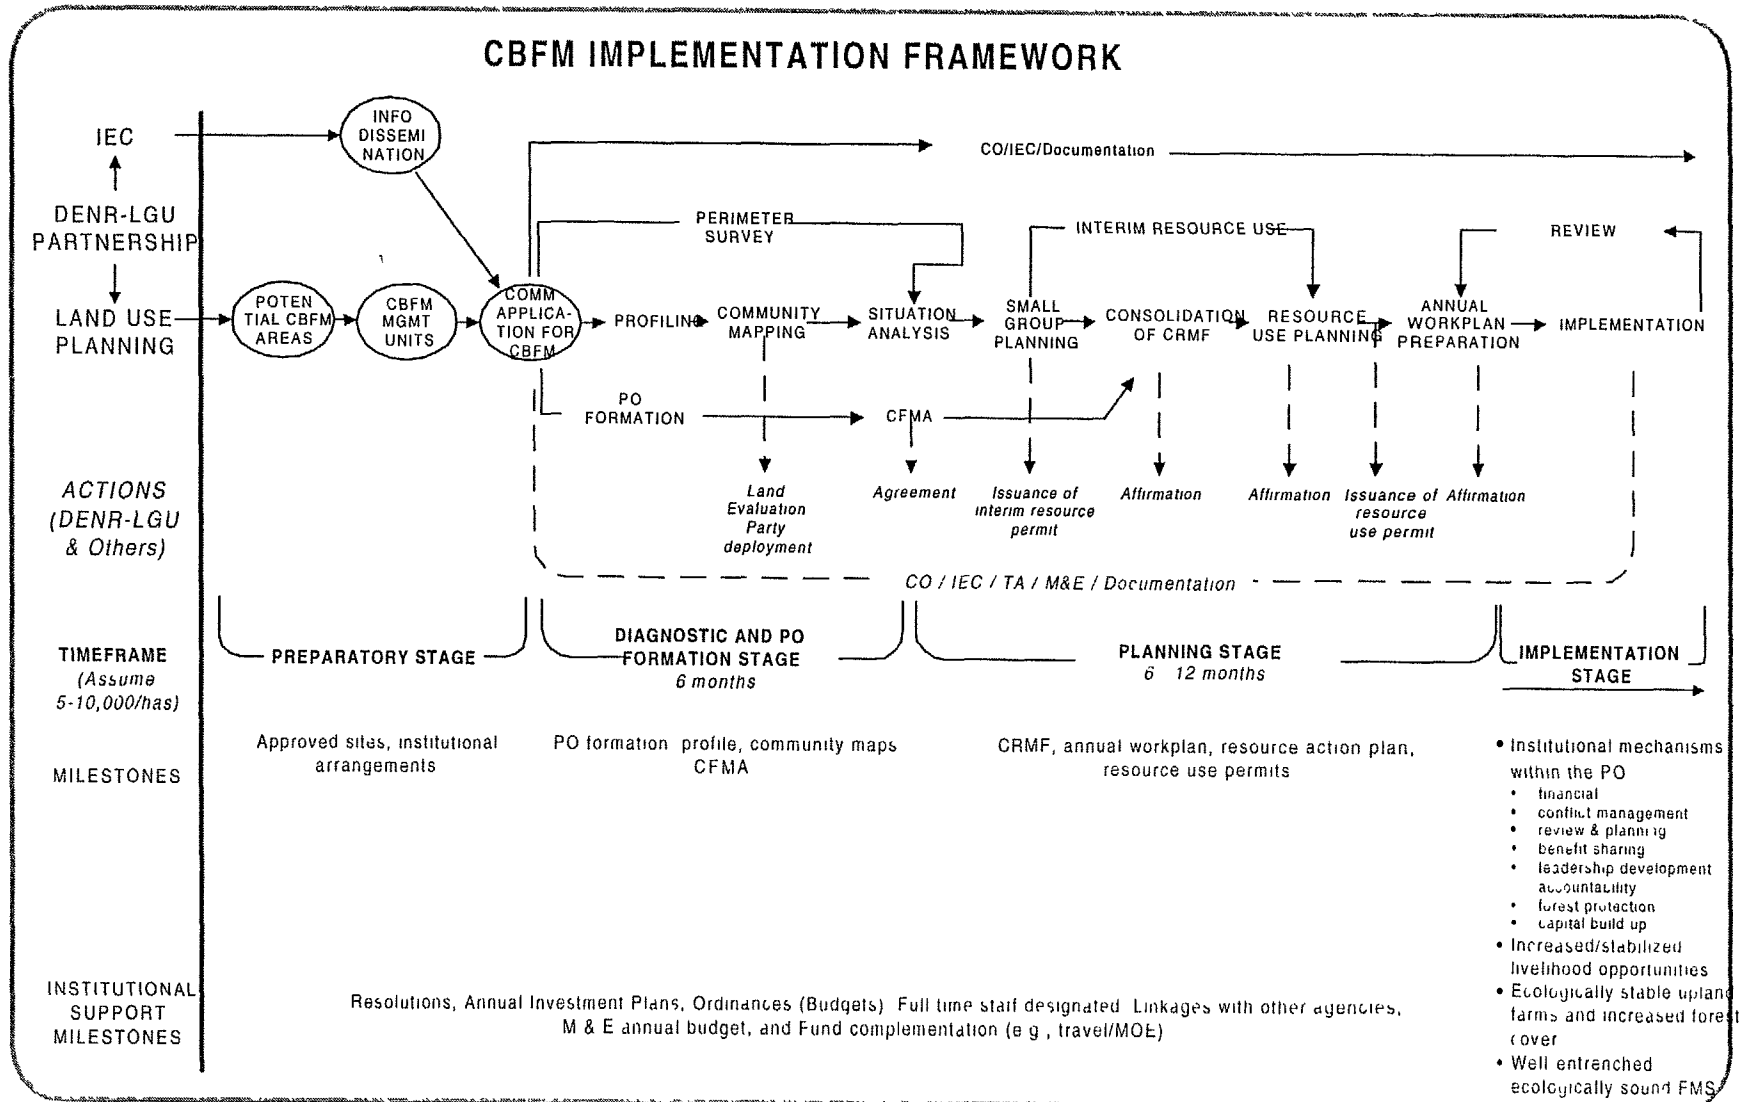 CBFM IMPLEMENTATION FRAMEWORK
IEC
INFO
DISSEMI
NATION
CO/IEC/Documentation
DENR-LGU
PARTNERSHIP
PERIMETER
SURVEY
INTERIM RESOURCE USE
REVIEW
LAND USE
PLANNING
POTEN
TIAL CBFM
AREAS
CBFM
MGMT
UNITS
COMM
APPLICA-
TION FOR
CBFM
PROFILING
COMMUNITY
MAPPING
SITUATION
ANALYSIS
SMALL
GROUP
PLANNING
CONSOLIDATION
OF CRMF
RESOURCE
USE PLANNING
ANNUAL
WORKPLAN
PREPARATION
IMPLEMENTATION
PO
FORMATION
CFMA
ACTIONS
(DENR-LGU
& Others)
Land
Evaluation
Party
deployment
Agreement
Issuance of
interim resource
permit
Affirmation
Affirmation
Issuance of
resource
use permit
Affirmation
CO / IEC / TA / M&E / Documentation
TIMEFRAME
(Assume
5-10,000/has)
PREPARATORY STAGE
DIAGNOSTIC AND PO
FORMATION STAGE
6 months
PLANNING STAGE
6 12 months
IMPLEMENTATION
STAGE
MILESTONES
Approved sites, institutional
arrangements
PO formation profile, community maps
CFMA
CRMF, annual workplan, resource action plan,
resource use permits
• Institutional mechanisms
within the PO
• financial
• conflict management
• review & planning
• benefit sharing
• leadership development
accountability
• forest protection
• capital build up
• Increased/stabilized
livelihood opportunities
• Ecologically stable upland
farms and increased forest
cover
• Well entrenched
ecologically sound FMS
INSTITUTIONAL
SUPPORT
MILESTONES
Resolutions, Annual Investment Plans, Ordinances (Budgets) Full time staff designated Linkages with other agencies,
M & E annual budget, and Fund complementation (e g , travel/MOE)